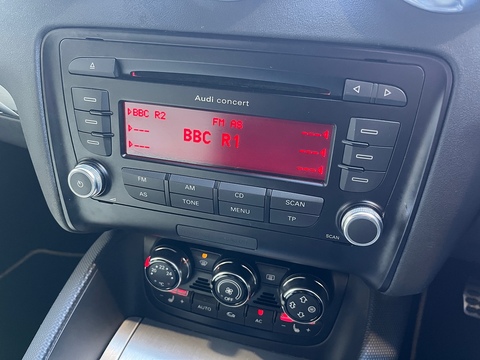 Audi concert
BBC R2
FM AS
BBC R1
FM
AM
CD
SCAN
AS
TONE
MENU
TP
SCAN
AUTO
OFF
AC